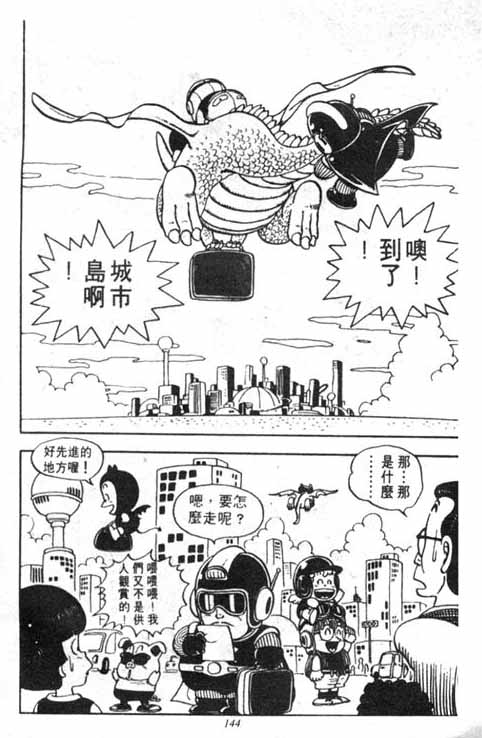 噢！
到了
！
城市
島啊
！
那⋯那
是什麼
⋯⋯⋯
嗯，要怎
麼走呢？
好先進的
地方喔！
喂喂喂！我
們又不是供
觀賞的！
144